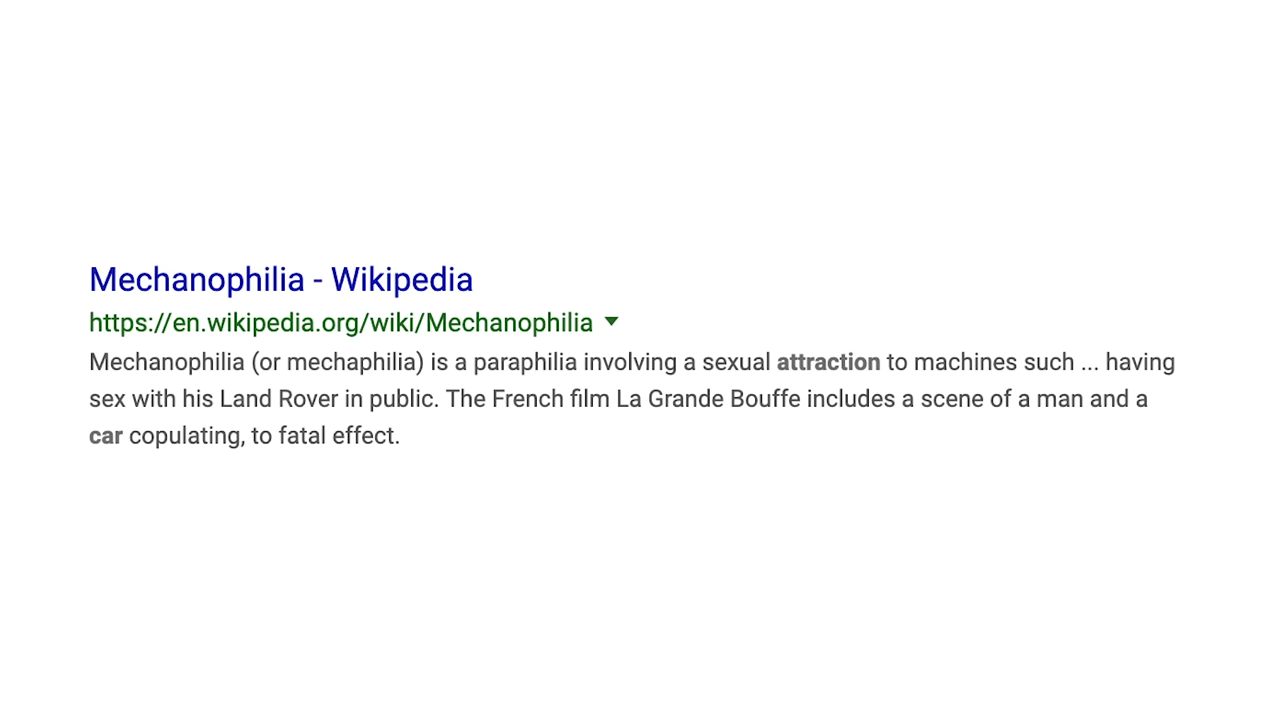 Mechanophilia - Wikipedia
https://en.wikipedia.org/wiki/Mechanophilia
Mechanophilia (or mechaphilia) is a paraphilia involving a sexual attraction to machines such ... having
sex with his Land Rover in public. The French film La Grande Bouffe includes a scene of a man and a
car copulating, to fatal effect.